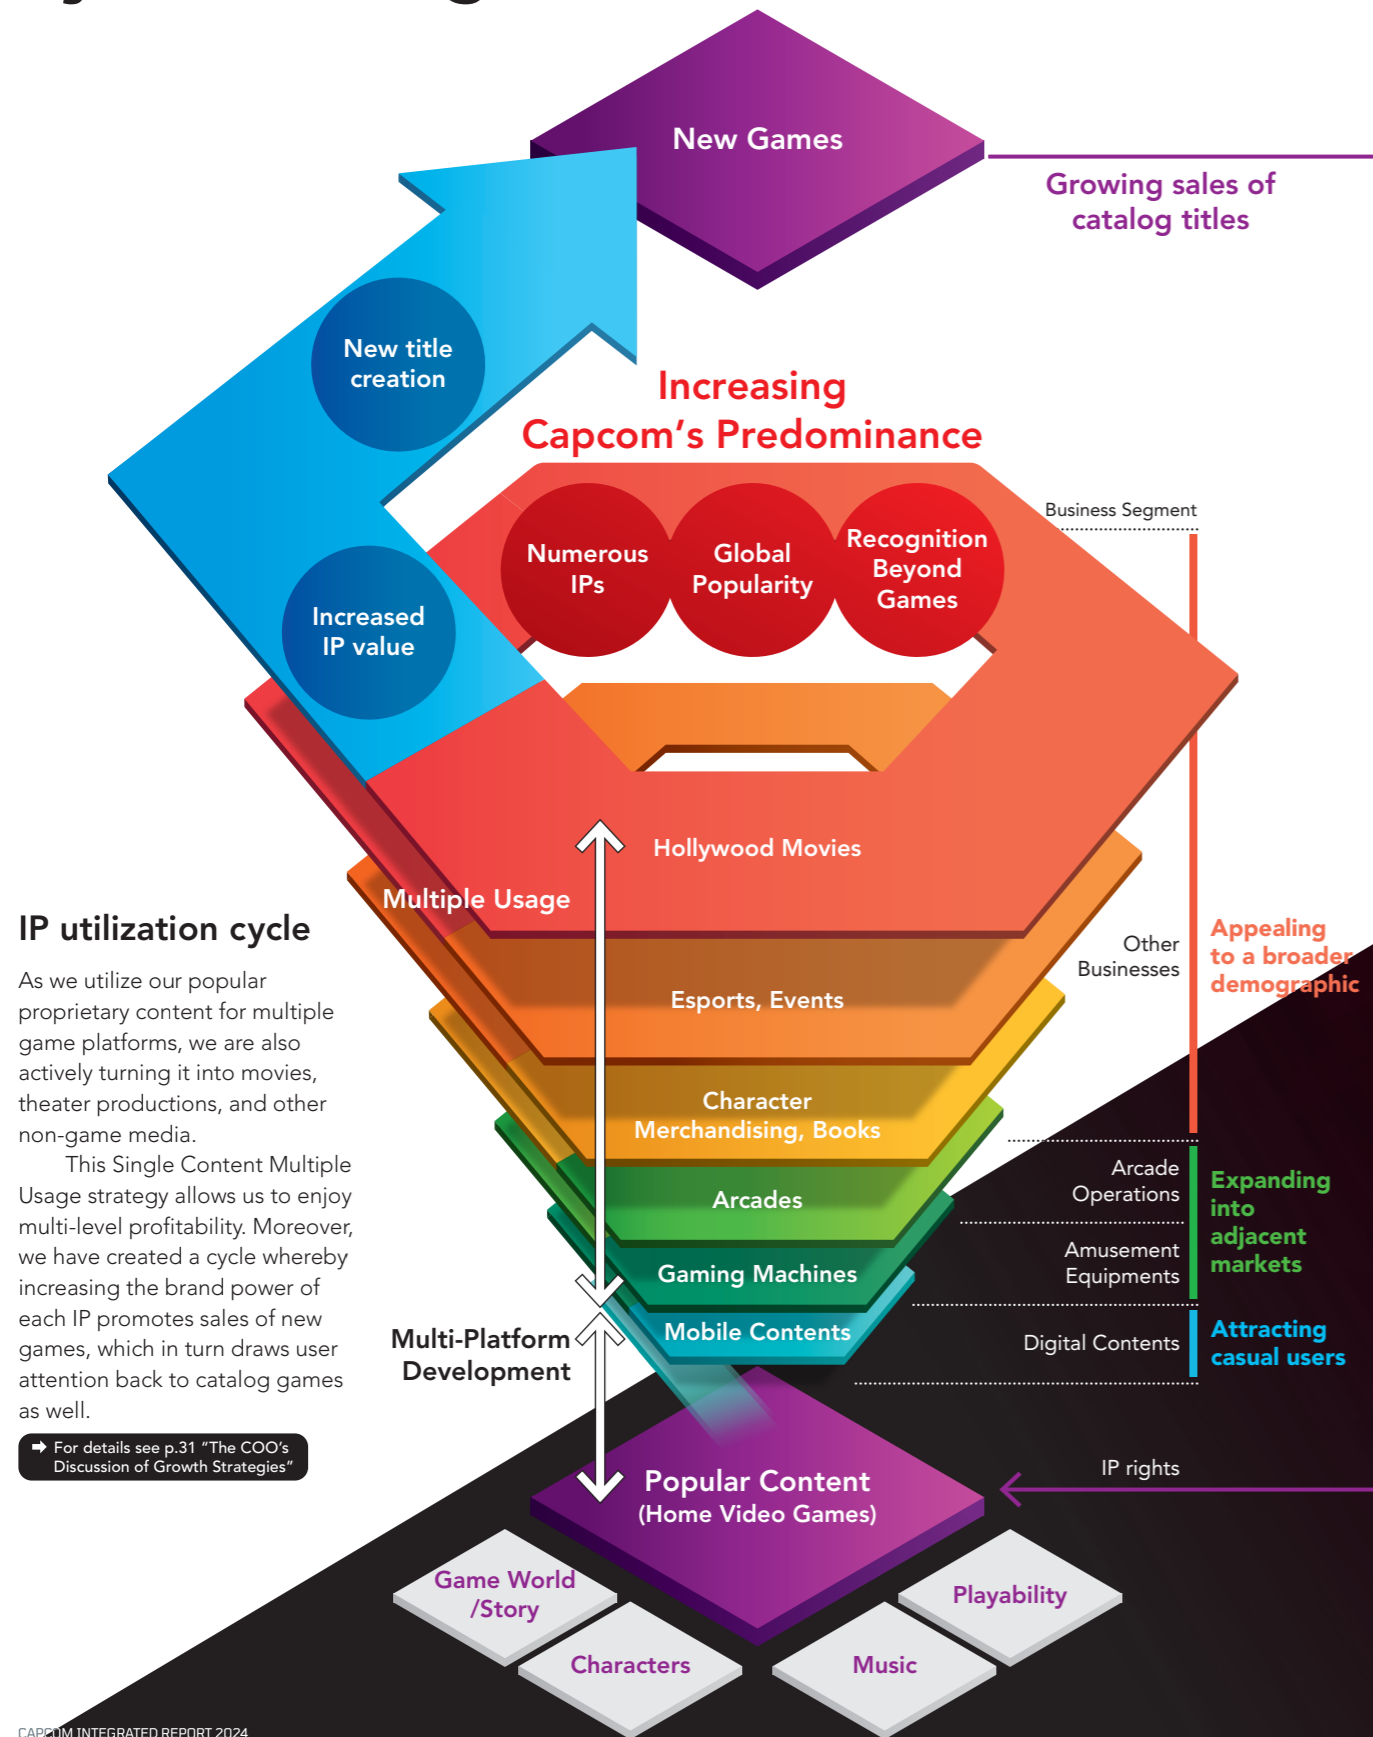 New Games
Growing sales of
catalog titles
New title
creation
Increasing
Capcom's Predominance
Business Segment
Numerous
IPs
Global
Popularity
Recognition
Beyond
Games
Increased
IP value
Hollywood Movies
Multiple Usage
IP utilization cycle
As we utilize our popular
proprietary content for multiple
game platforms, we are also
actively turning it into movies,
theater productions, and other
non-game media.
This Single Content Multiple
Usage strategy allows us to enjoy
multi-level profitability. Moreover,
we have created a cycle whereby
increasing the brand power of
each IP promotes sales of new
games, which in turn draws user
attention back to catalog games
as well.
➡ For details see p.31 “The COO’s
Discussion of Growth Strategies”
Other
Businesses
Appealing
to a broader
demographic
Esports, Events
Character
Merchandising, Books
Arcades
Arcade
Operations
Expanding
into
adjacent
markets
Gaming Machines
Amusement
Equipments
Mobile Contents
Digital Contents
Attracting
casual users
Multi-Platform
Development
Popular Content
(Home Video Games)
IP rights
Game World
/Story
Characters
Music
Playability
CAPCOM INTEGRATED REPORT 2024